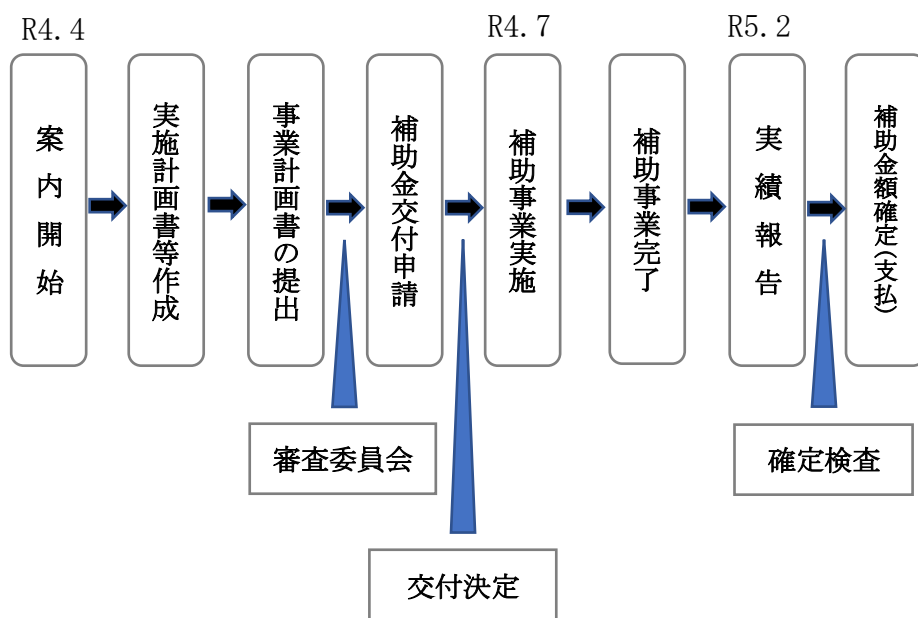 R4.4
R4.7
R5.2
案内開始
実施計画書等作成
事業計画書の提出
補助金交付申請
補助事業実施
補助事業完了
実績報告
補助金額確定(支払)
審査委員会
確定検査
交付決定